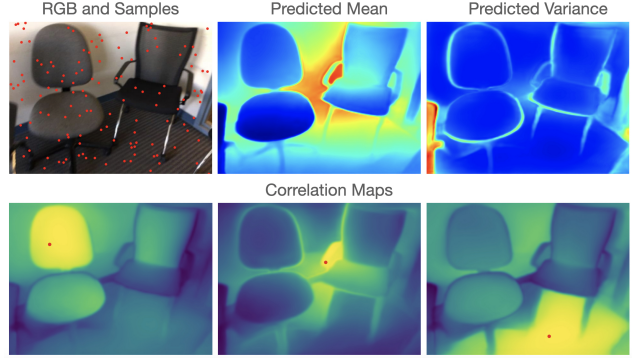 RGB and Samples
Predicted Mean
Predicted Variance
Correlation Maps